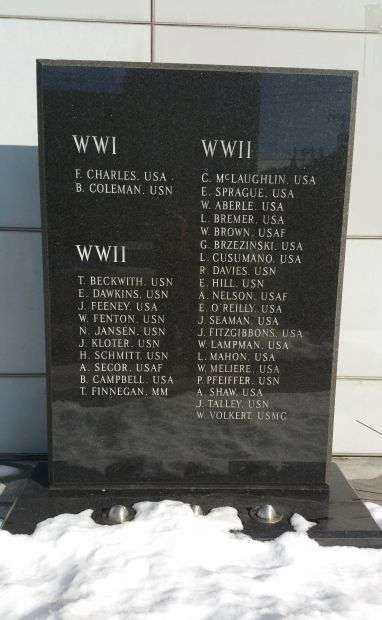 WWI
F. CHARLES, USA
B. COLEMAN, USN
WWII
T. BECKWITH, USN
E. DAWKINS, USN
J. FEENEY, USA
W. FENTON, USN
N. JANSEN, USN
J. KLOTER, USN
H. SCHMITT, USN
A. SECOR, USAF
B. CAMPBELL, USA
T. FINNEGAN, MM
WWII
C. McLAUGHLIN, USA
E. SPRAGUE, USA
W. ABERLE, USA
L. BREMER, USA
W. BROWN, USAF
G. BRZEZINSKI, USA
L. CUSUMANO, USA
R. DAVIES, USN
E. HILL, USN
A. NELSON, USAF
E. O'REILLY, USA
J. SEAMAN, USA
J. FITZGIBBONS, USA
W. LAMPMAN, USA
L. MAHON, USA
W. MELIERE, USA
P. PFEIFFER, USN
A. SHAW, USA
J. TALLEY, USN
W. VOLKERT, USMC